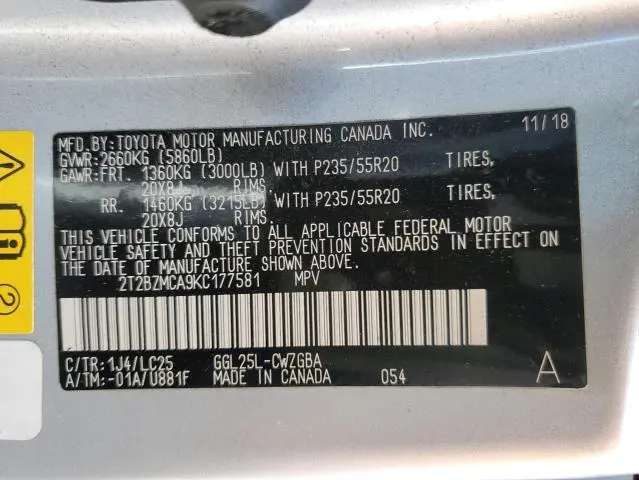 MFD.BY:TOYOTA MOTOR MANUFACTURING CANADA INC. 11/18
GVWR:2660KG (5860LB)
GAWR:FRT. 1360KG (3000LB) WITH P235/55R20 TIRES,
20X8J RIMS.
RR. 1460KG (3215LB) WITH P235/55R20 TIRES,
20X8J RIMS.
THIS VEHICLE CONFORMS TO ALL APPLICABLE FEDERAL MOTOR
VEHICLE SAFETY AND THEFT PREVENTION STANDARDS IN EFFECT ON
THE DATE OF MANUFACTURE SHOWN ABOVE.
2T2BZMCA9KC177581 MPV
C/TR:1J4/LC25 GGL25L-CWZGBA
A/TM:-01A/U881F MADE IN CANADA 054 A
2